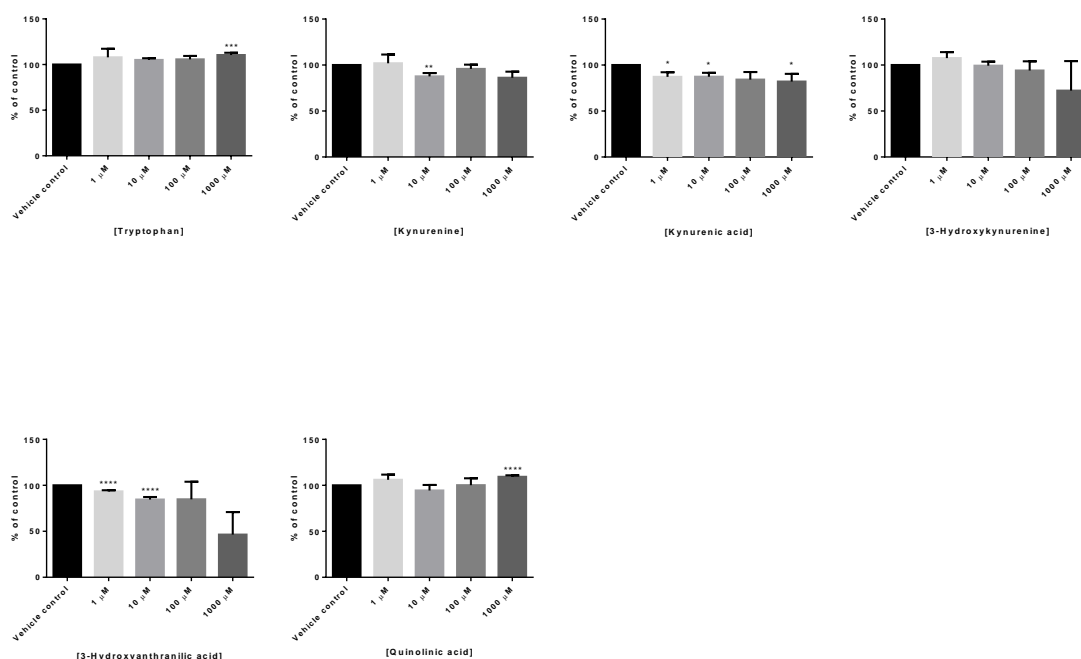 150
100
50
0
% of control
***
Vehicle control
1 µM
10 µM
100 µM
1000 µM
[Tryptophan]
150
100
50
0
% of control
**
Vehicle control
1 µM
10 µM
100 µM
1000 µM
[Kynurenine]
150
100
50
0
% of control
* * *
Vehicle control
1 µM
10 µM
100 µM
1000 µM
[Kynurenic acid]
150
100
50
0
% of control
Vehicle control
1 µM
10 µM
100 µM
1000 µM
[3-Hydroxykynurenine]
150
100
50
0
% of control
**** ****
Vehicle control
1 µM
10 µM
100 µM
1000 µM
[3-Hydroxyanthranilic acid]
150
100
50
0
% of control
****
Vehicle control
1 µM
10 µM
100 µM
1000 µM
[Quinolinic acid]